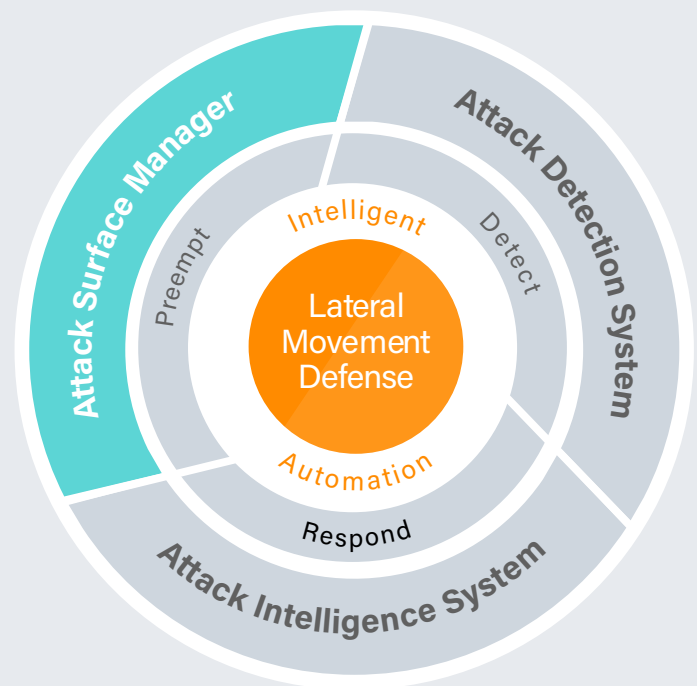 Attack Surface Manager
Attack Detection System
Preempt
Detect
Intelligent
Lateral
Movement
Defense
Automation
Respond
Attack Intelligence System